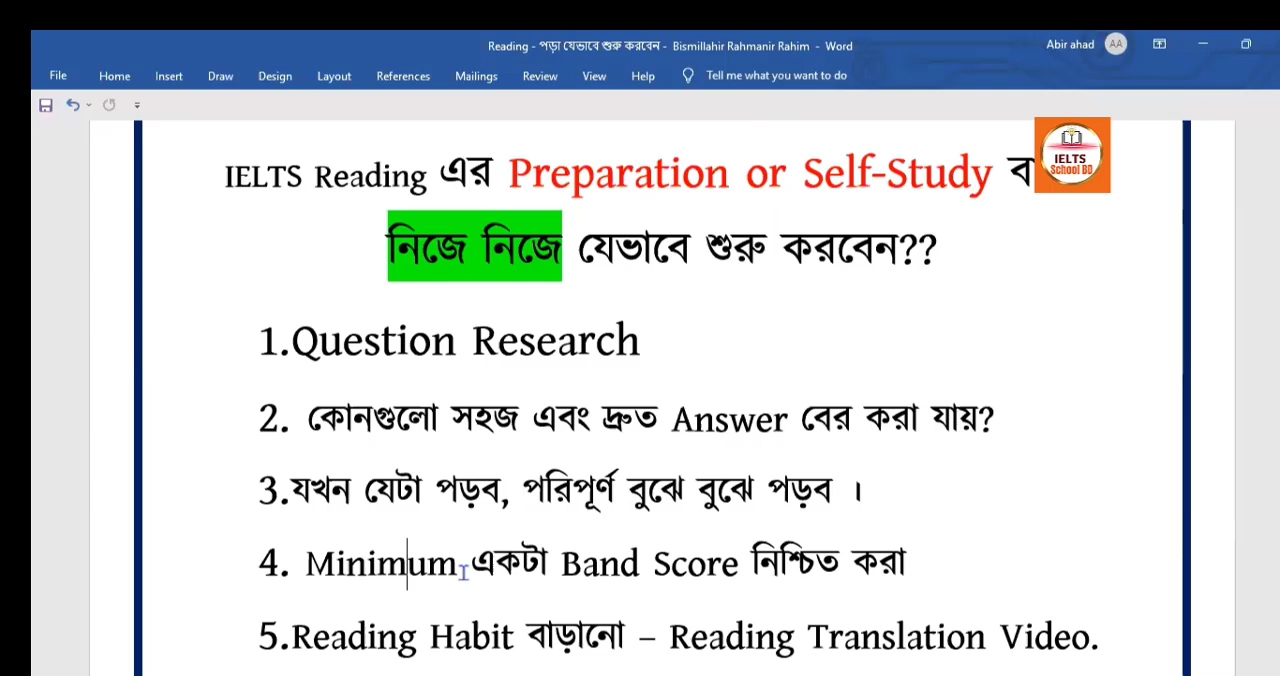 Reading - পড়া যেভাবে শুরু করবেন - Bismillahir Rahmanir Rahim - Word
Abir ahad AA
File Home Insert Draw Design Layout References Mailings Review View Help Tell me what you want to do
IELTS Reading এর Preparation or Self-Study ব
IELTS
School BD
নিজে নিজে যেভাবে শুরু করবেন??
1.Question Research
2. কোনগুলো সহজ এবং দ্রুত Answer বের করা যায়?
3.যখন যেটা পড়ব, পরিপূর্ণ বুঝে বুঝে পড়ব ।
4. Minimum একটা Band Score নিশ্চিত করা
5.Reading Habit বাড়ানো – Reading Translation Video.